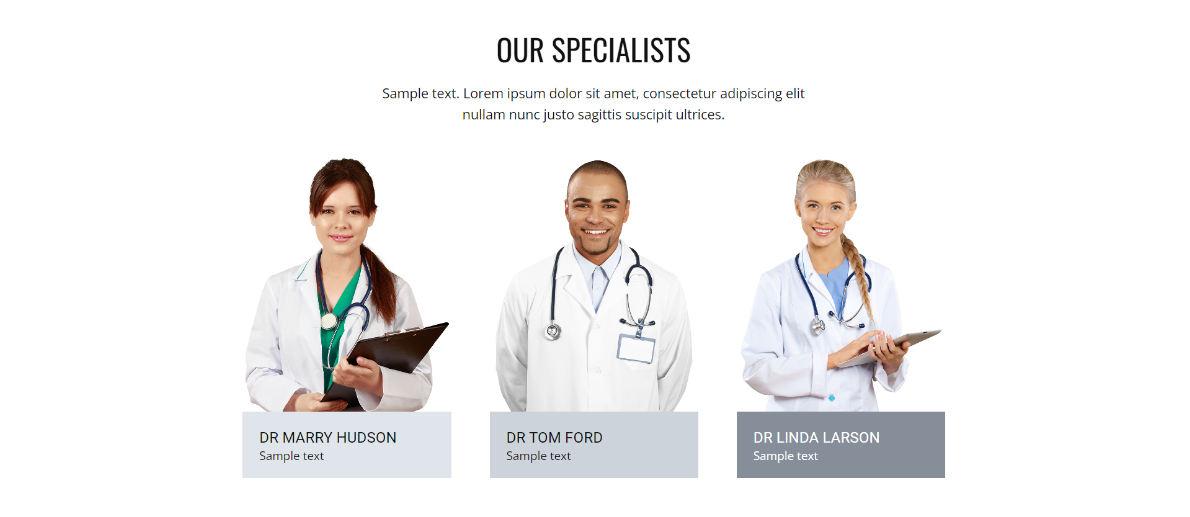 OUR SPECIALISTS
Sample text. Lorem ipsum dolor sit amet, consectetur adipiscing elit
nullam nunc justo sagittis suscipit ultrices.
DR MARRY HUDSON
Sample text
DR TOM FORD
Sample text
DR LINDA LARSON
Sample text